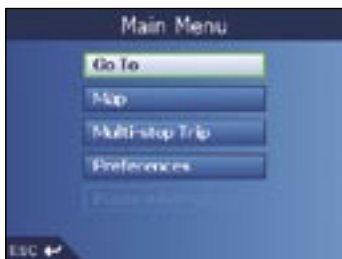 Main Menu
Go To
Map
Multi-stop Trip
Preferences
ESC